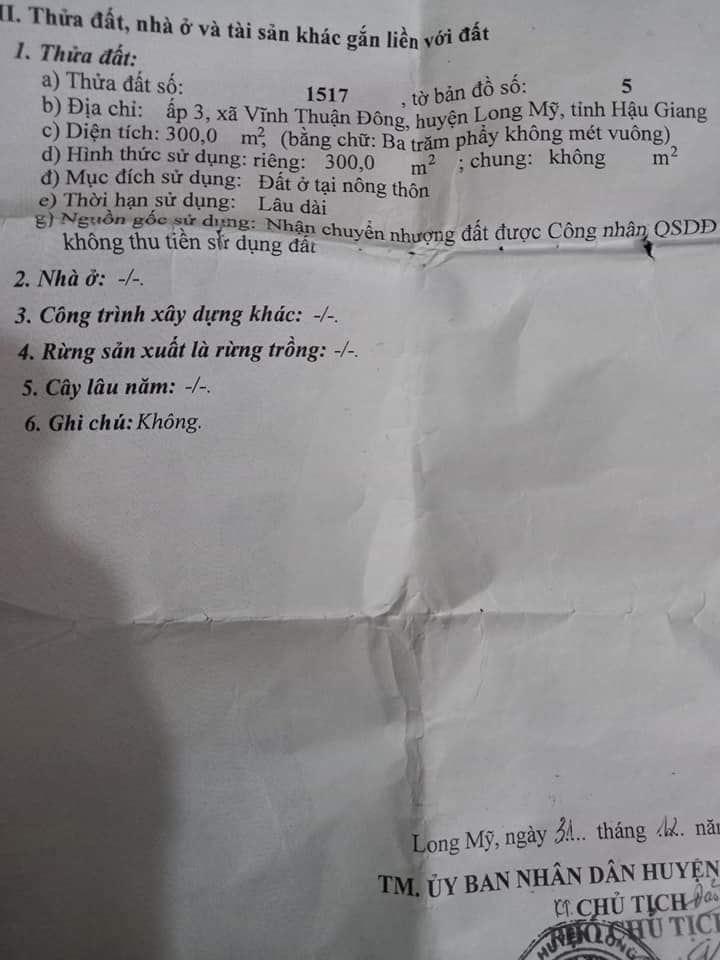 II. Thửa đất, nhà ở và tài sản khác gắn liền với đất
1. Thửa đất:
a) Thửa đất số: 1517 , tờ bản đồ số: 5
b) Địa chỉ: ấp 3, xã Vĩnh Thuận Đông, huyện Long Mỹ, tỉnh Hậu Giang
c) Diện tích: 300,0 m², (bằng chữ: Ba trăm phẩy không mét vuông)
d) Hình thức sử dụng: riêng: 300,0 m² ; chung: không m²
đ) Mục đích sử dụng: Đất ở tại nông thôn
e) Thời hạn sử dụng: Lâu dài
g) Nguồn gốc sử dụng: Nhận chuyển nhượng đất được Công nhân QSDĐ
không thu tiền sử dụng đất
2. Nhà ở: -/-.
3. Công trình xây dựng khác: -/-.
4. Rừng sản xuất là rừng trồng: -/-.
5. Cây lâu năm: -/-.
6. Ghi chú: Không.
Long Mỹ, ngày 31.. tháng .12.. năm
TM. ỦY BAN NHÂN DÂN HUYỆN
KT. CHỦ TỊCH
PHÓ CHỦ TỊCH